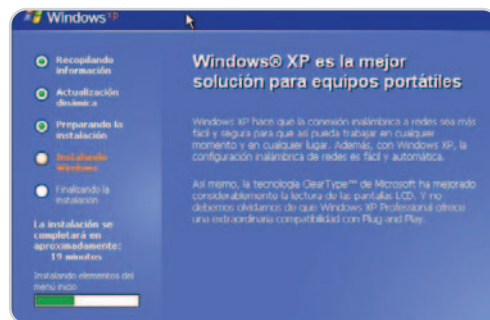 Windows xp
Recopilando
información
Actualización
dinámica
Preparando la
instalación
Instalando
Windows
Finalizando la
instalación
La instalación se
completará en
aproximadamente:
19 minutos
Instalando elementos del
menú inicio
Windows® XP es la mejor
solución para equipos portátiles
Windows XP hace que la conexión inalámbrica a redes sea más
fácil y segura para que así pueda trabajar en cualquier
momento y en cualquier lugar. Además, con Windows XP, la
configuración inalámbrica de redes es fácil y automática.
Así memo, la tecnología ClearType™ de Microsoft ha mejorado
considerablemente la lectura de las pantallas LCD. Y no
debemos olvidarnos de que Windows XP Professional ofrece
una extraordinaria compatibilidad con Plug and Play.